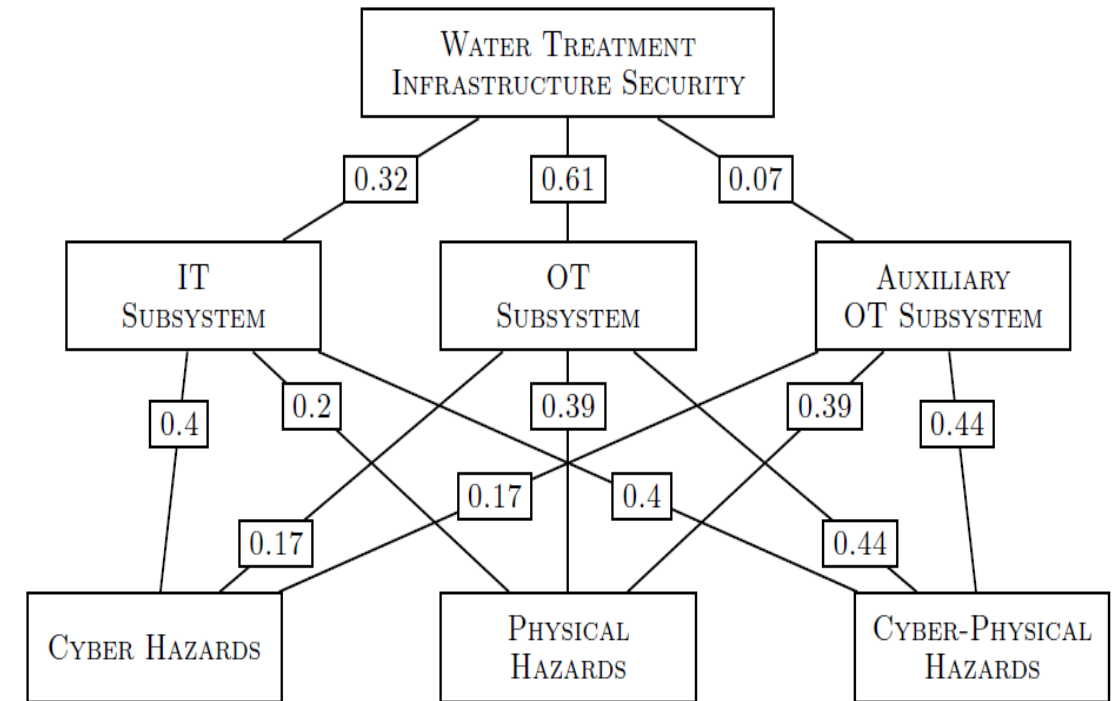 WATER TREATMENT
INFRASTRUCTURE SECURITY
0.32
0.61
0.07
IT
SUBSYSTEM
OT
SUBSYSTEM
AUXILIARY
OT SUBSYSTEM
0.4
0.2
0.39
0.39
0.44
0.17
0.4
0.17
0.44
CYBER HAZARDS
PHYSICAL
HAZARDS
CYBER-PHYSICAL
HAZARDS